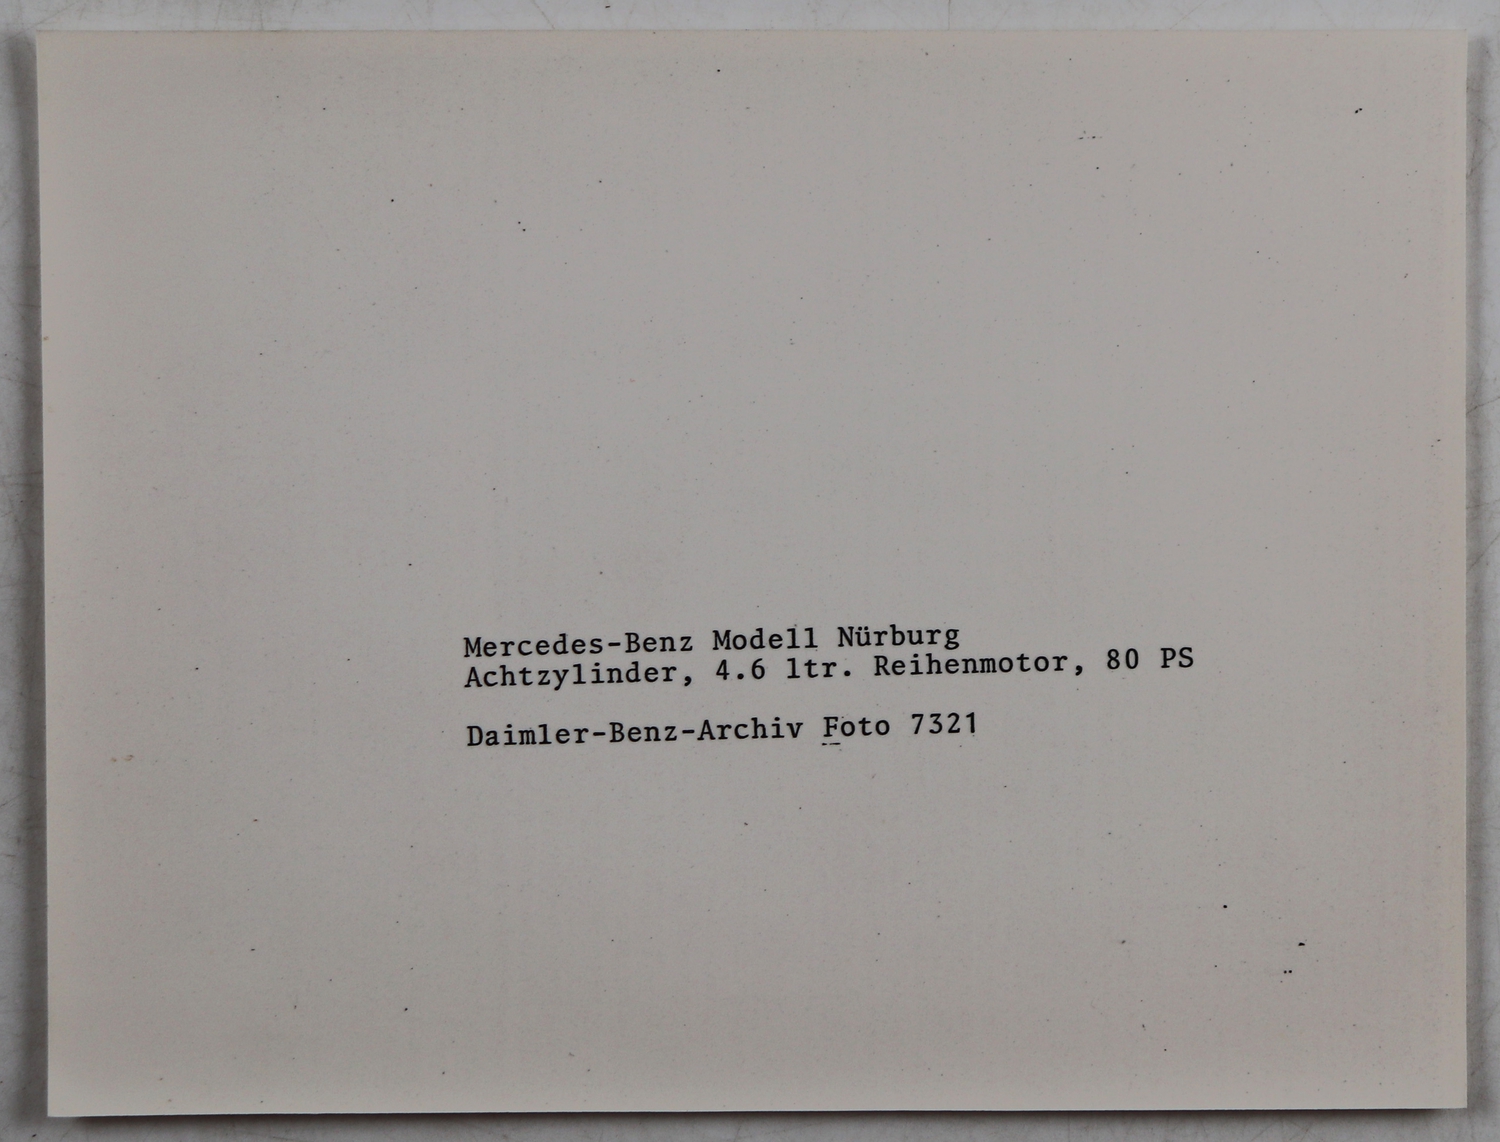 Mercedes-Benz Modell Nürburg
Achtzylinder, 4.6 ltr. Reihenmotor, 80 PS
Daimler-Benz-Archiv Foto 7321